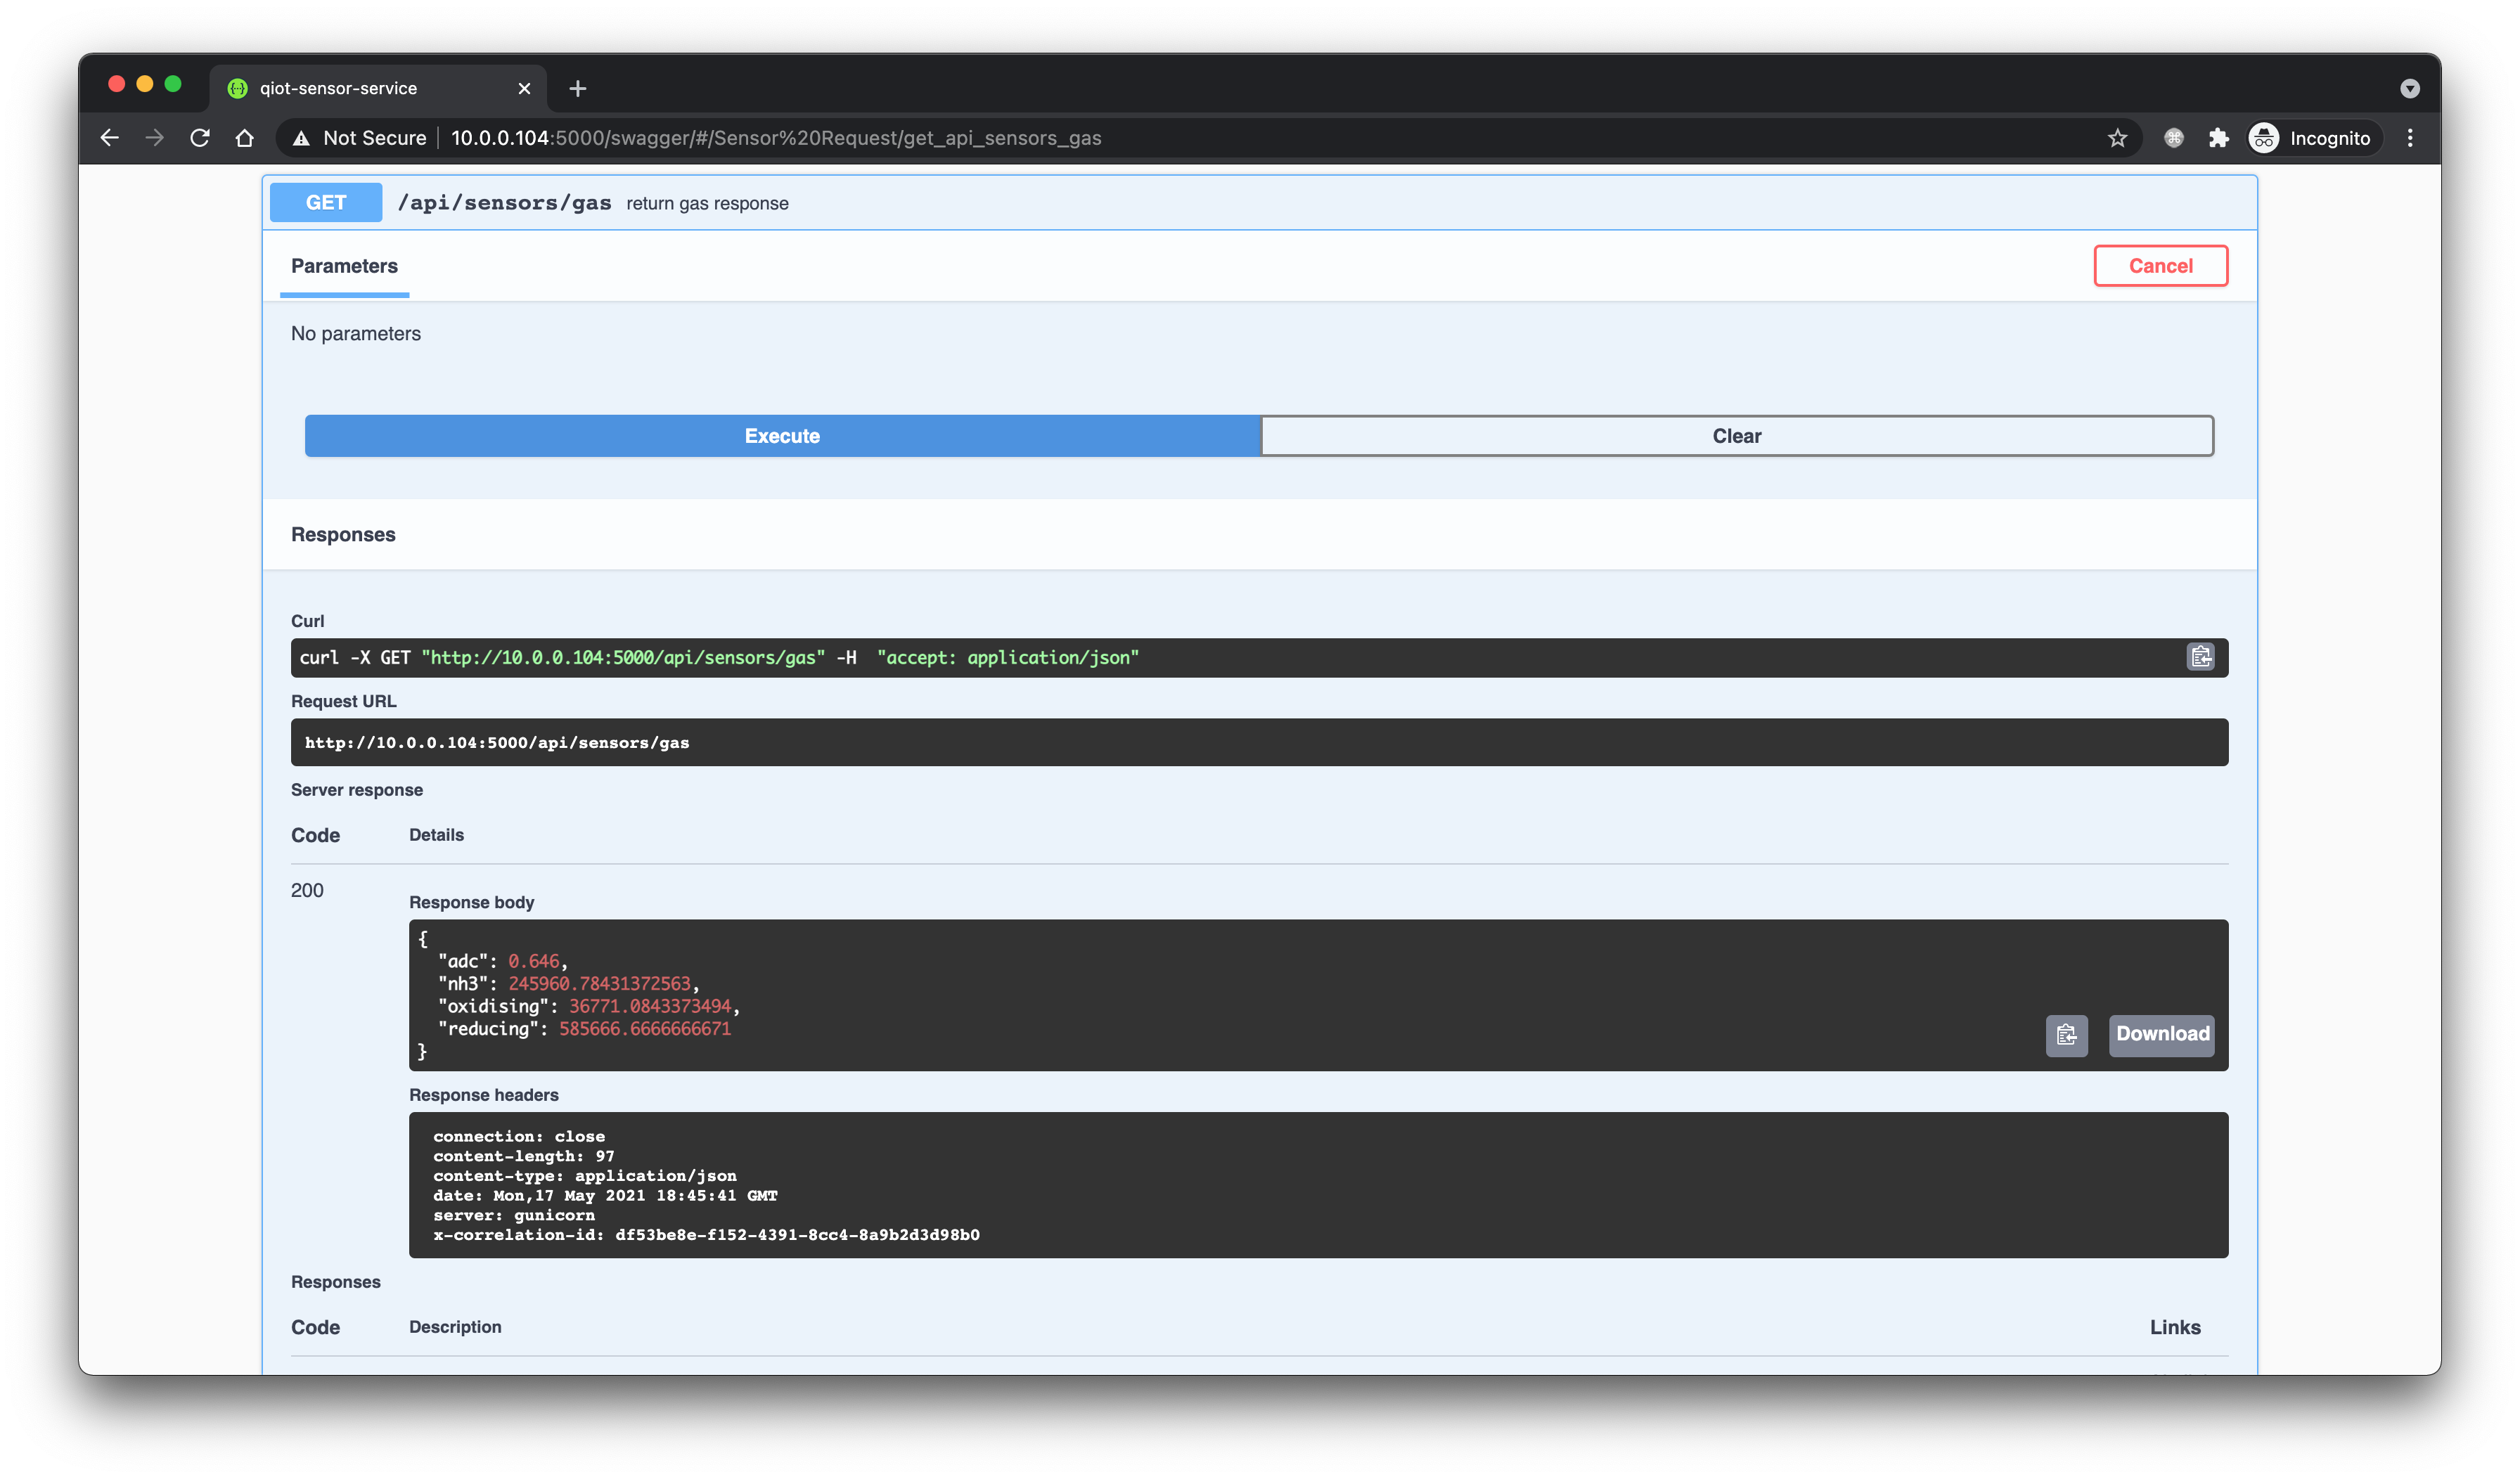 qiot-sensor-service
Not Secure 10.0.0.104:5000/swagger/#/Sensor%20Request/get_api_sensors_gas
Incognito
GET /api/sensors/gas return gas response
Parameters
Cancel
No parameters
Execute
Clear
Responses
Curl
curl -X GET "http://10.0.0.104:5000/api/sensors/gas" -H  "accept: application/json"
Request URL
http://10.0.0.104:5000/api/sensors/gas
Server response
Code Details
200
Response body
{
"adc": 0.646,
"nh3": 245960.78431372563,
"oxidising": 36771.0843373494,
"reducing": 585666.6666666671
}
Download
Response headers
connection: close
content-length: 97
content-type: application/json
date: Mon,17 May 2021 18:45:41 GMT
server: gunicorn
x-correlation-id: df53be8e-f152-4391-8cc4-8a9b2d3d98b0
Responses
Code Description Links